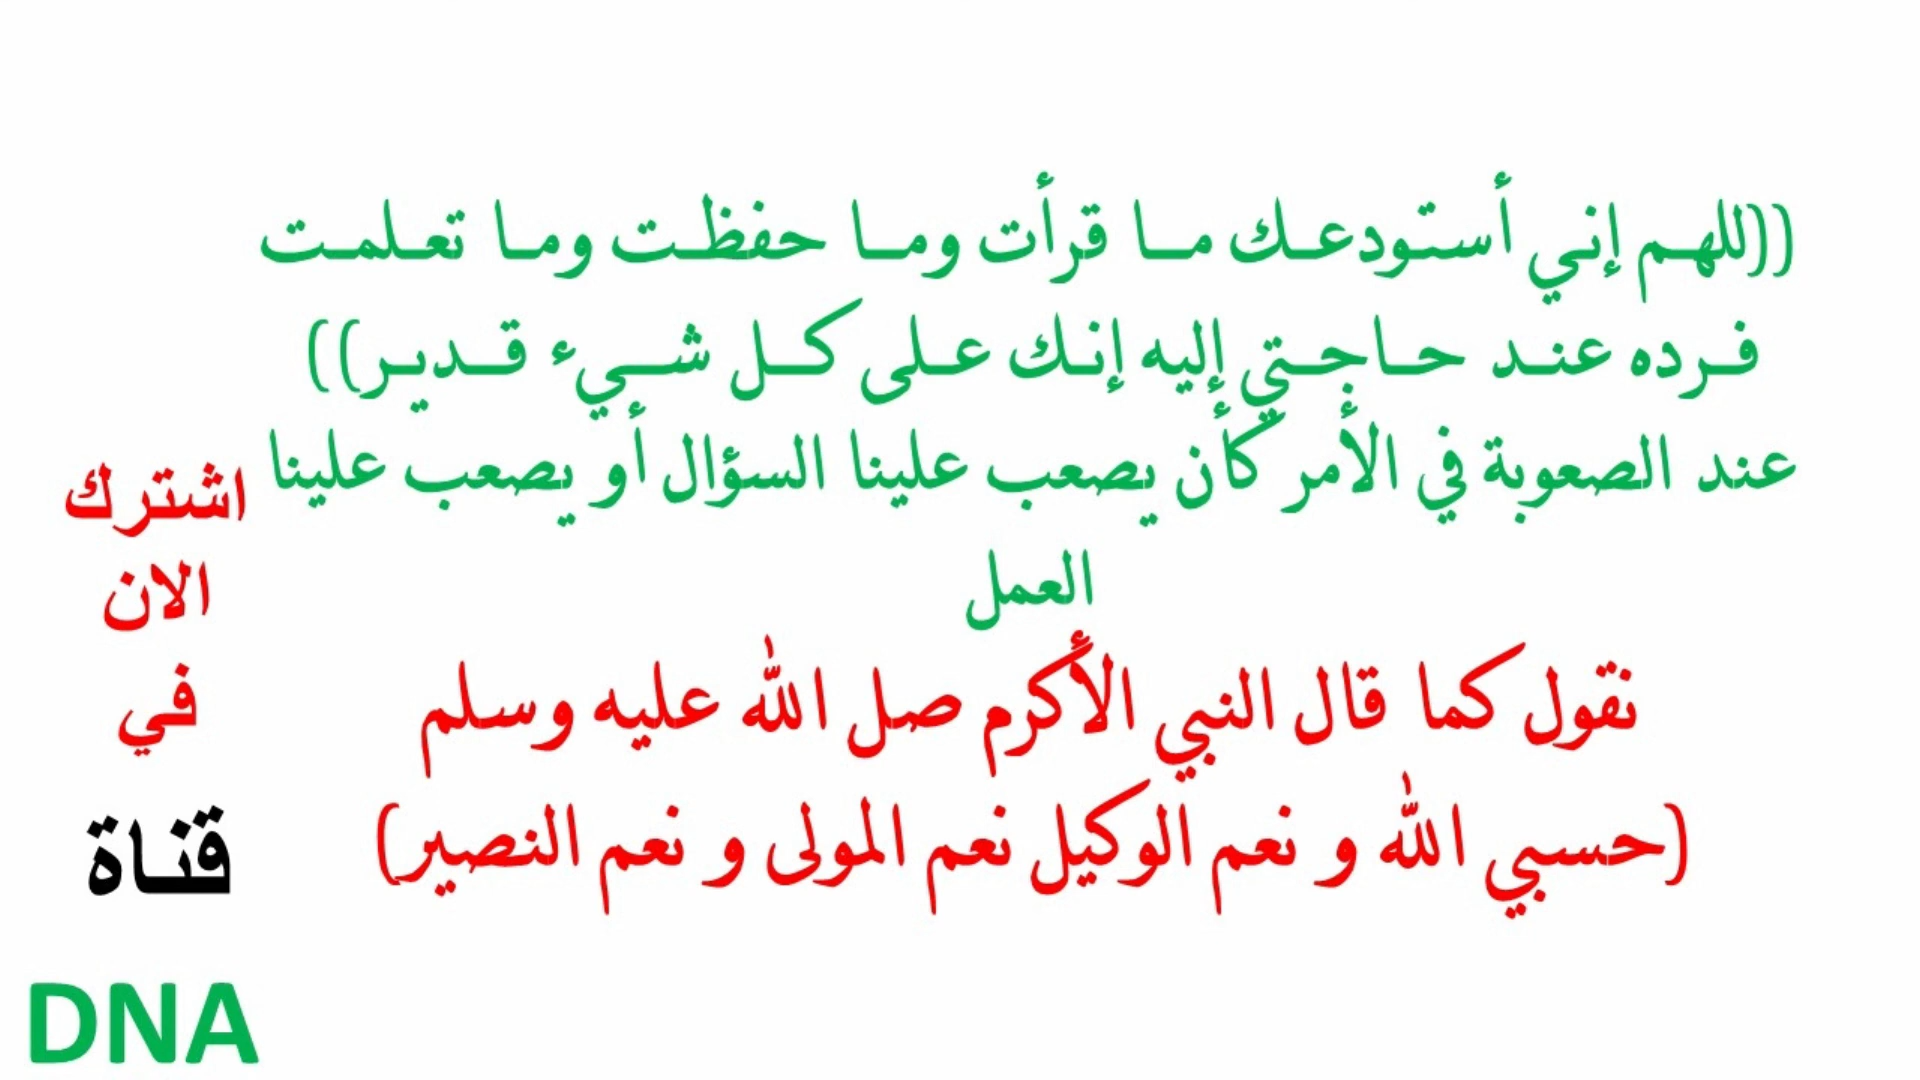 ((للهم إني أستودعك ما قرأت وما حفظت وما تعلمت
فرده عند حاجتي إليه إنك على كل شيء قدير))
عند الصعوبة في الأمر كأن يصعب علينا السؤال أو يصعب علينا
العمل
نقول كما قال النبي الأكرم صل الله عليه وسلم
(حسبي الله و نعم الوكيل نعم المولى و نعم النصير)
اشترك
الان
في
قناة
DNA